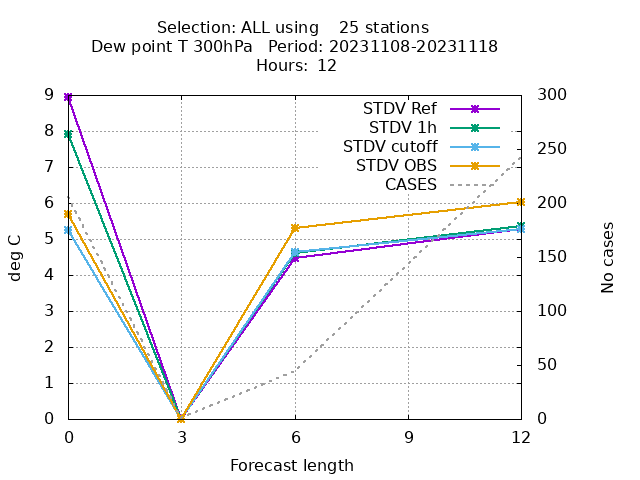 Selection: ALL using    25 stations
Dew point T 300hPa   Period: 20231108-20231118
Hours:  12
STDV Ref
STDV 1h
STDV cutoff
STDV OBS
CASES
deg C
9
8
7
6
5
4
3
2
1
0
300
250
200
150
100
50
0
No cases
0 3 6 9 12
Forecast length